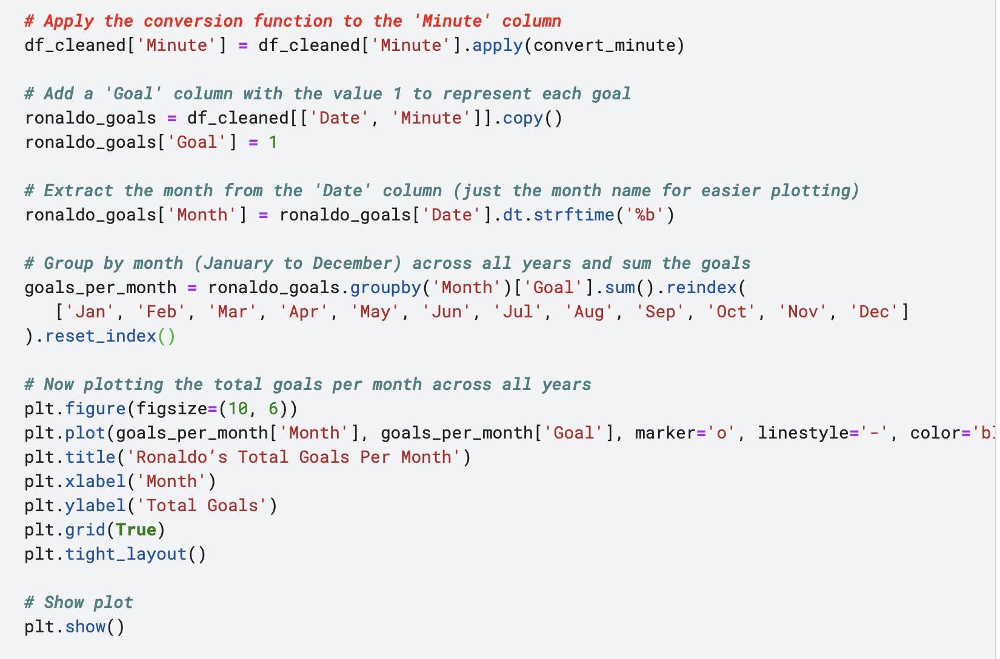 # Apply the conversion function to the 'Minute' column
df_cleaned['Minute'] = df_cleaned['Minute'].apply(convert_minute)

# Add a 'Goal' column with the value 1 to represent each goal
ronaldo_goals = df_cleaned[['Date', 'Minute']].copy()
ronaldo_goals['Goal'] = 1

# Extract the month from the 'Date' column (just the month name for easier plotting)
ronaldo_goals['Month'] = ronaldo_goals['Date'].dt.strftime('%b')

# Group by month (January to December) across all years and sum the goals
goals_per_month = ronaldo_goals.groupby('Month')['Goal'].sum().reindex(
   ['Jan', 'Feb', 'Mar', 'Apr', 'May', 'Jun', 'Jul', 'Aug', 'Sep', 'Oct', 'Nov', 'Dec']
).reset_index()

# Now plotting the total goals per month across all years
plt.figure(figsize=(10, 6))
plt.plot(goals_per_month['Month'], goals_per_month['Goal'], marker='o', linestyle='-', color='
plt.title('Ronaldo’s Total Goals Per Month')
plt.xlabel('Month')
plt.ylabel('Total Goals')
plt.grid(True)
plt.tight_layout()

# Show plot
plt.show()